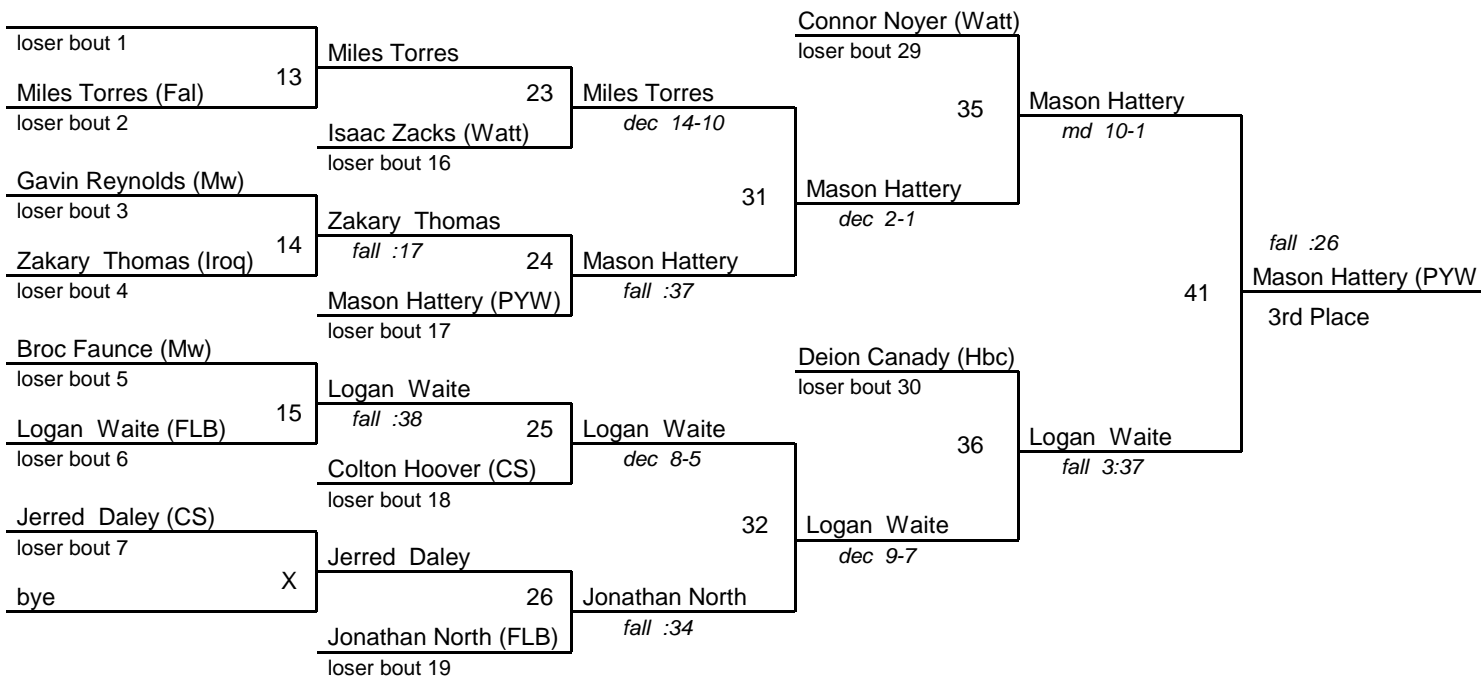 loser bout 1
13
Miles Torres (Fal)
loser bout 2
Gavin Reynolds (Mw)
loser bout 3
14
Zakary Thomas (Iroq)
loser bout 4
Broc Faunce (Mw)
loser bout 5
15
Logan Waite (FLB)
loser bout 6
Jerred Daley (CS)
loser bout 7
X
bye
Miles Torres
23
Isaac Zacks (Watt)
loser bout 16
Zakary Thomas
fall :17
24
Mason Hattery (PYW)
loser bout 17
Logan Waite
fall :38
25
Colton Hoover (CS)
loser bout 18
Jerred Daley
26
Jonathan North (FLB)
loser bout 19
Miles Torres
dec 14-10
31
Mason Hattery
fall :37
Logan Waite
dec 8-5
32
Jonathan North
fall :34
Connor Noyer (Watt)
loser bout 29
35
Mason Hattery
dec 2-1
Deion Canady (Hbc)
loser bout 30
36
Logan Waite
dec 9-7
Mason Hattery
md 10-1
41
Logan Waite
fall 3:37
fall :26
Mason Hattery (PYW
3rd Place